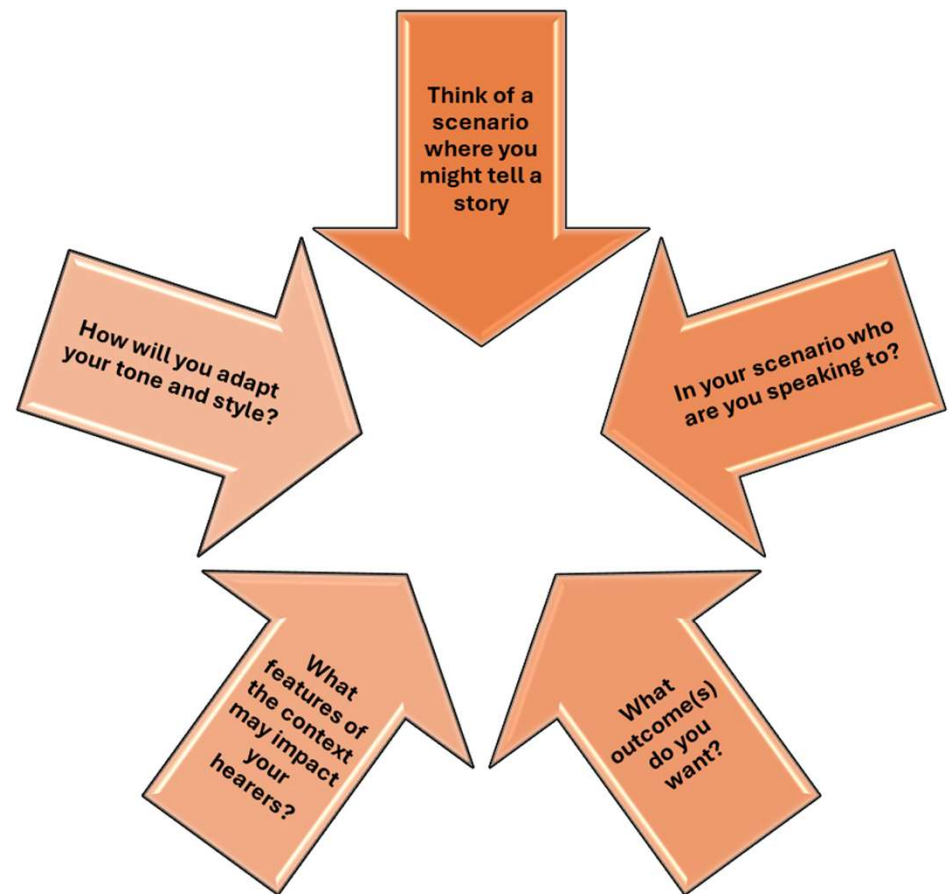 Think of a
scenario
where you
might tell a
story
In your scenario who
are you speaking to?
What
outcome(s)
do you
want?
What
features of
the context
may impact
your
hearers?
How will you adapt
your tone and style?